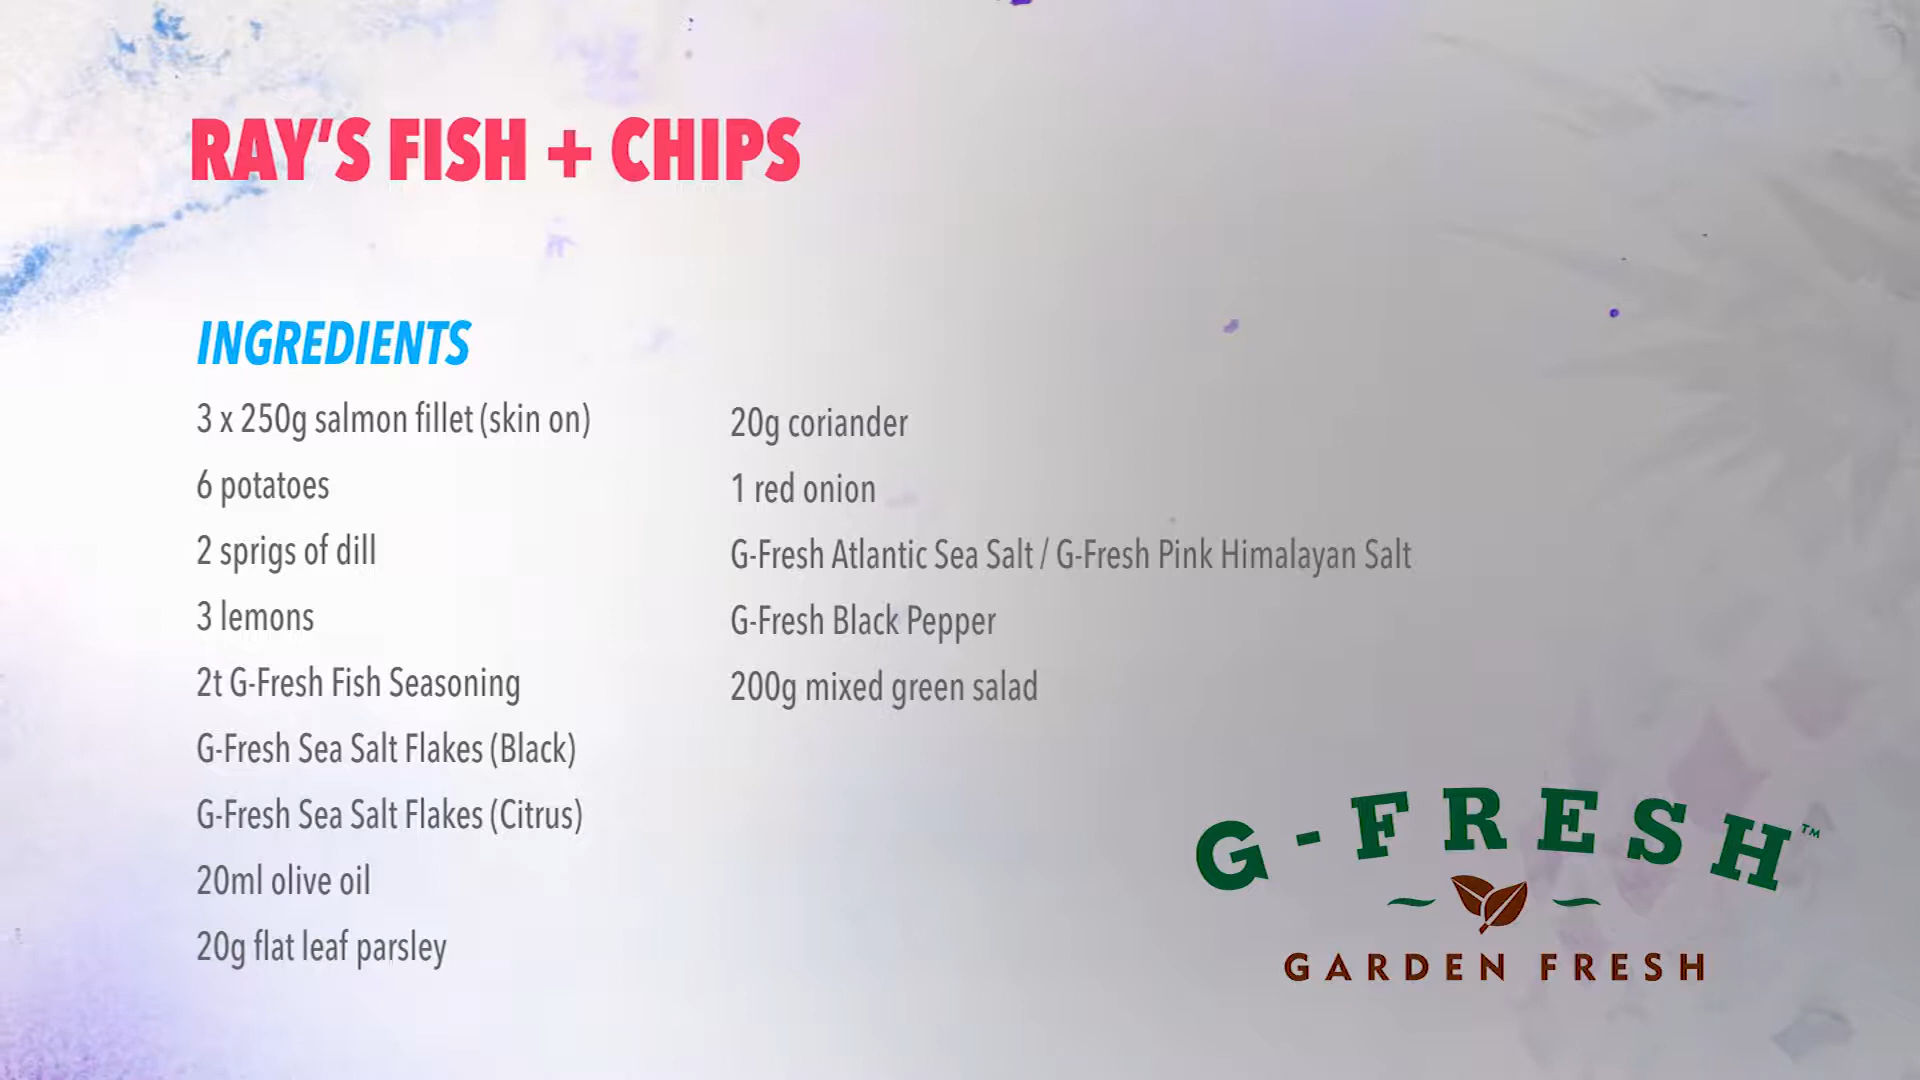 RAY'S FISH + CHIPS
INGREDIENTS
3 x 250g salmon fillet (skin on)
6 potatoes
2 sprigs of dill
3 lemons
2t G-Fresh Fish Seasoning
G-Fresh Sea Salt Flakes (Black)
G-Fresh Sea Salt Flakes (Citrus)
20ml olive oil
20g flat leaf parsley
20g coriander
1 red onion
G-Fresh Atlantic Sea Salt / G-Fresh Pink Himalayan Salt
G-Fresh Black Pepper
200g mixed green salad
G-FRESH™
GARDEN FRESH